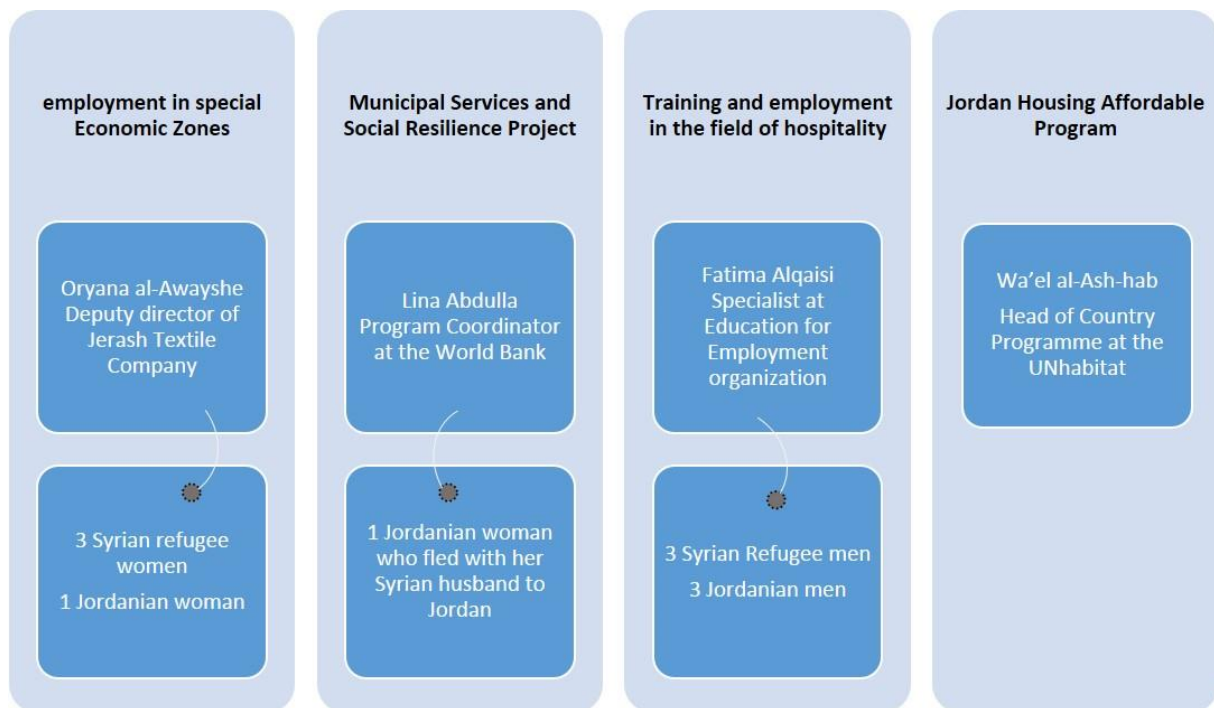 employment in special
Economic Zones
Oryana al-Awayshe
Deputy director of
Jerash Textile
Company
3 Syrian refugee
women
1 Jordanian woman
Municipal Services and
Social Resilience Project
Lina Abdulla
Program Coordinator
at the World Bank
1 Jordanian woman
who fled with her
Syrian husband to
Jordan
Training and employment
in the field of hospitality
Fatima Alqaisi
Specialist at
Education for
Employment
organization
3 Syrian Refugee men
3 Jordanian men
Jordan Housing Affordable
Program
Wa’el al-Ash-hab
Head of Country
Programme at the
UNhabitat